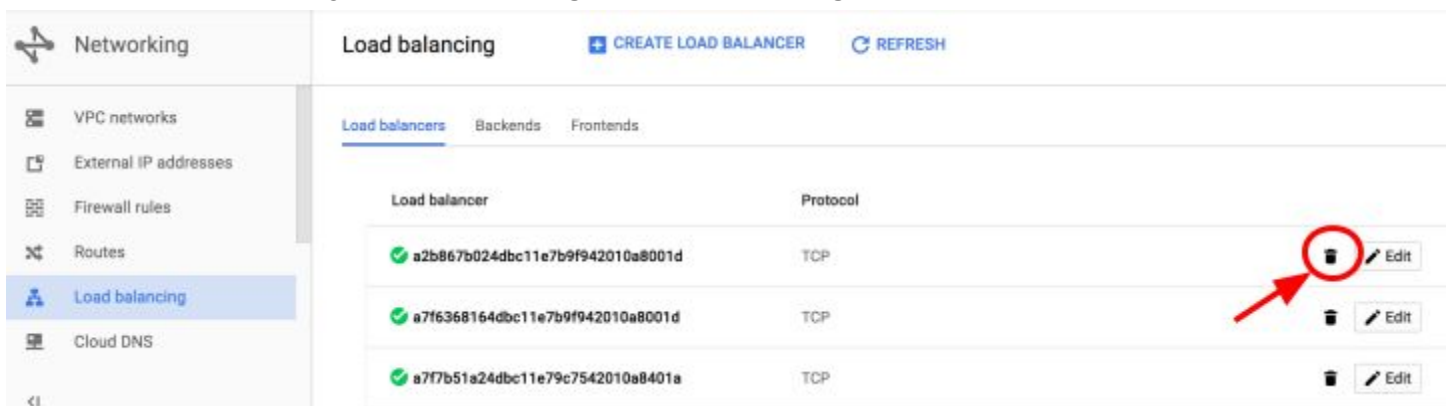 Networking
Load balancing
CREATE LOAD BALANCER
REFRESH
VPC networks
External IP addresses
Firewall rules
Routes
Load balancing
Cloud DNS
Load balancers Backends Frontends
Load balancer Protocol
a2b867b024dbc11e7b9f942010a8001d TCP Edit
a7f6368164dbc11e7b9f942010a8001d TCP Edit
a7f7b51a24dbc11e79c7542010a8401a TCP Edit